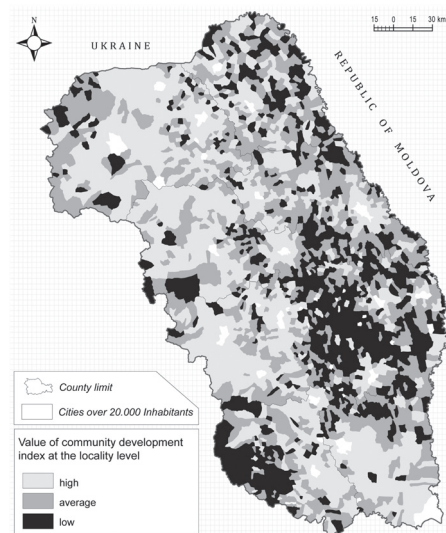 N
15 0 30 km
UKRAINE
REPUBLIC OF MOLDOVA
County limit
Cities over 20.000 Inhabitants
Value of community development
index at the locality level
high
average
low